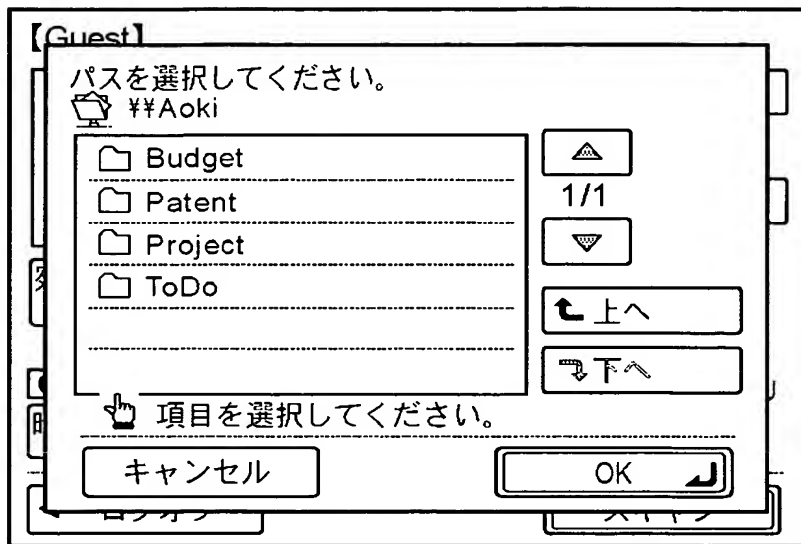 【Guest】
パスを選択してください。
¥¥Aoki
Budget
Patent
1/1
Project
ToDo
上へ
下へ
項目を選択してください。
キャンセル
OK